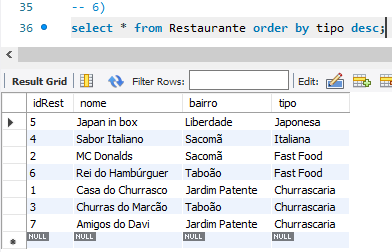 35 -- 6)
36 select * from Restaurante order by tipo desc;
Result Grid Filter Rows: Edit:
idRest nome bairro tipo
5 Japan in box Liberdade Japonesa
4 Sabor Italiano Sacomã Italiana
2 MC Donalds Sacomã Fast Food
6 Rei do Hambúrguer Taboão Fast Food
1 Casa do Churrasco Jardim Patente Churrascaria
3 Churras do Marcão Taboão Churrascaria
7 Amigos do Davi Jardim Patente Churrascaria
NULL NULL NULL NULL